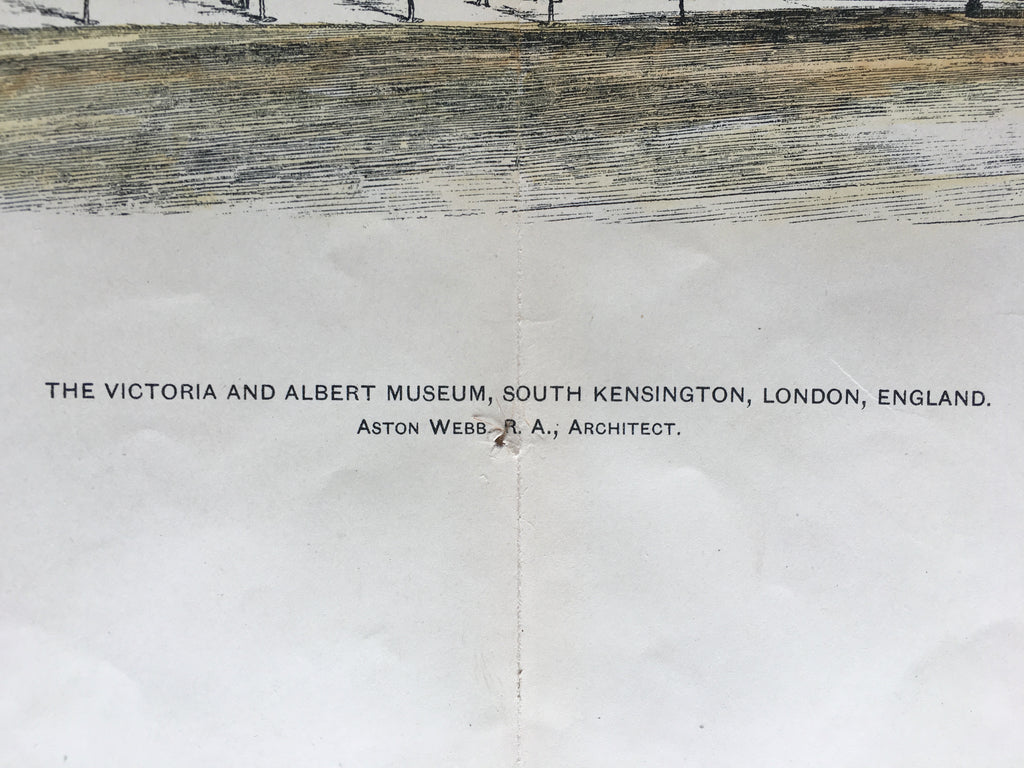 THE VICTORIA AND ALBERT MUSEUM, SOUTH KENSINGTON, LONDON, ENGLAND.
ASTON WEBB R. A., ARCHITECT.